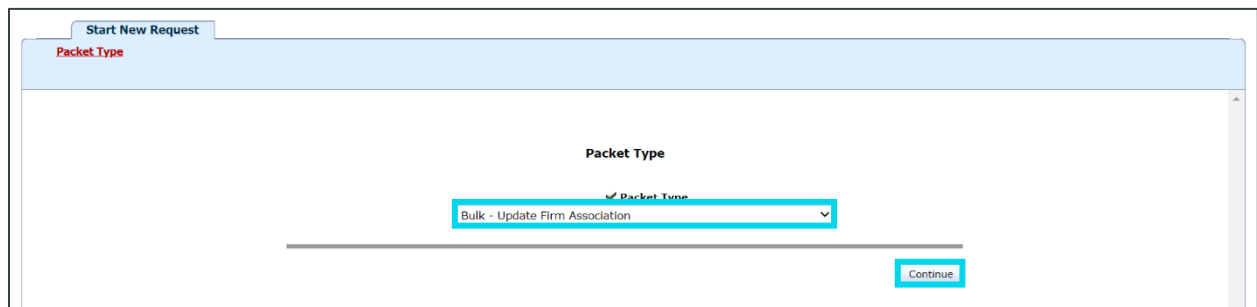 Start New Request
Packet Type
Packet Type
Packet Type
Bulk - Update Firm Association
Continue